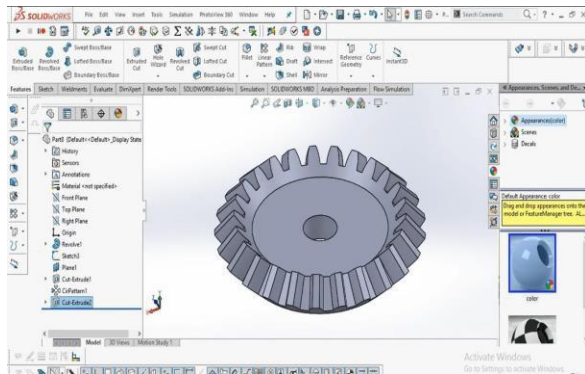 SOLIDWORKS File Edit View Insert Tools Simulation PhotoView 360 Window Help
Search Commands
Extruded Boss/Base
Revolved Boss/Base
Swept Boss/Base
Lofted Boss/Base
Boundary Boss/Base
Extruded Cut
Hole Wizard
Revolved Cut
Swept Cut
Lofted Cut
Boundary Cut
Fillet
Linear Pattern
Rib
Draft
Shell
Wrap
Intersect
Mirror
Reference Geometry
Curves
Instant3D
Features Sketch Weldments Evaluate DimXpert Render Tools SOLIDWORKS Add-Ins Simulation SOLIDWORKS MBD Analysis Preparation Flow Simulation
Appearances, Scenes, and De...
Appearances(color)
Scenes
Decals
(Default<<Default>_Display State
History
Sensors
Annotations
Material <not specified>
Front Plane
Top Plane
Right Plane
Origin
Revolve1
Sketch3
Plane1
Cut-Extrude1
CirPattern1
Cut-Extrude2
Default Appearance: color
Drag and drop appearances onto the
model or FeatureManager tree. AL...
color
Model 3D Views Motion Study 1
Activate Windows
Go to Settings to activate Windows.